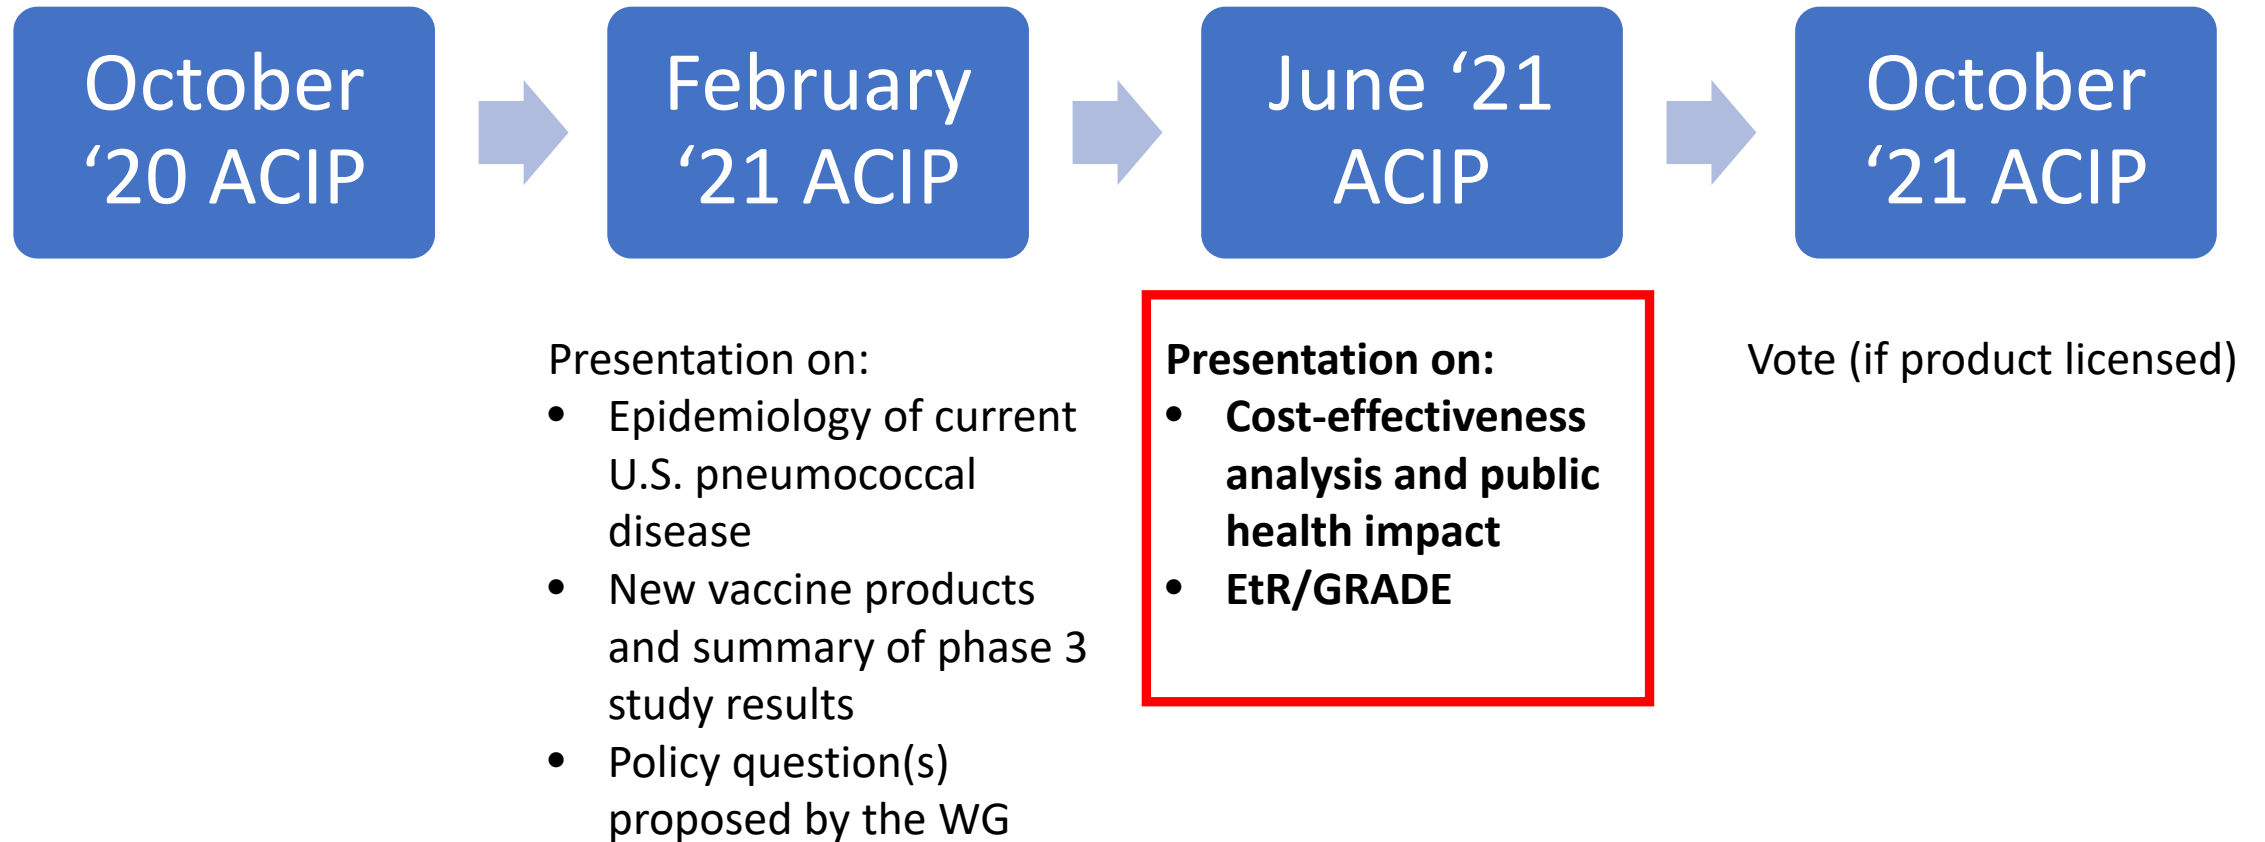 October
‘20 ACIP
February
‘21 ACIP
June ‘21
ACIP
October
‘21 ACIP
Presentation on:
• Epidemiology of current
U.S. pneumococcal
disease
• New vaccine products
and summary of phase 3
study results
• Policy question(s)
proposed by the WG
Presentation on:
• Cost-effectiveness
analysis and public
health impact
• EtR/GRADE
Vote (if product licensed)